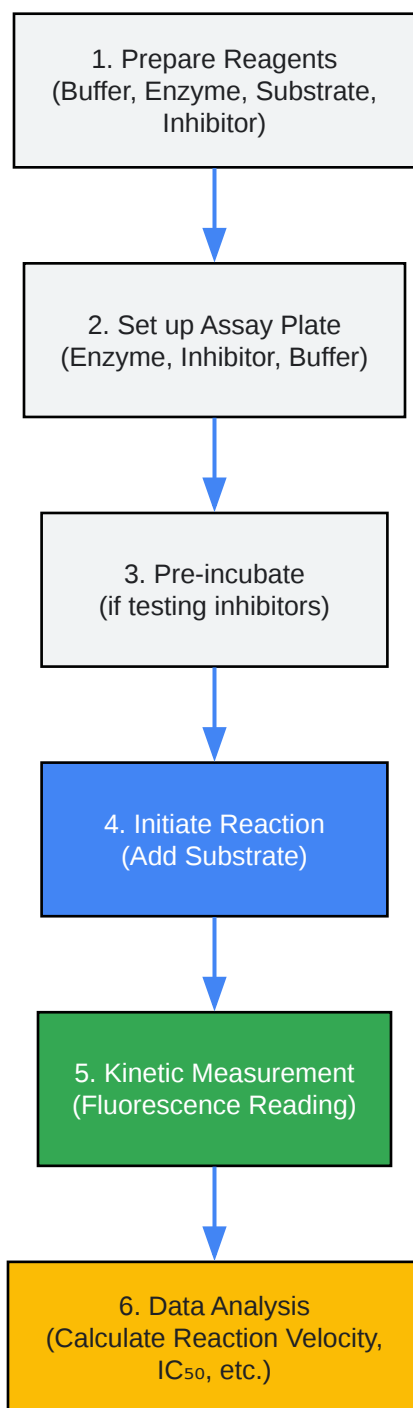 1. Prepare Reagents
(Buffer, Enzyme, Substrate,
Inhibitor)
2. Set up Assay Plate
(Enzyme, Inhibitor, Buffer)
3. Pre-incubate
(if testing inhibitors)
4. Initiate Reaction
(Add Substrate)
5. Kinetic Measurement
(Fluorescence Reading)
6. Data Analysis
(Calculate Reaction Velocity,
IC₅₀, etc.)